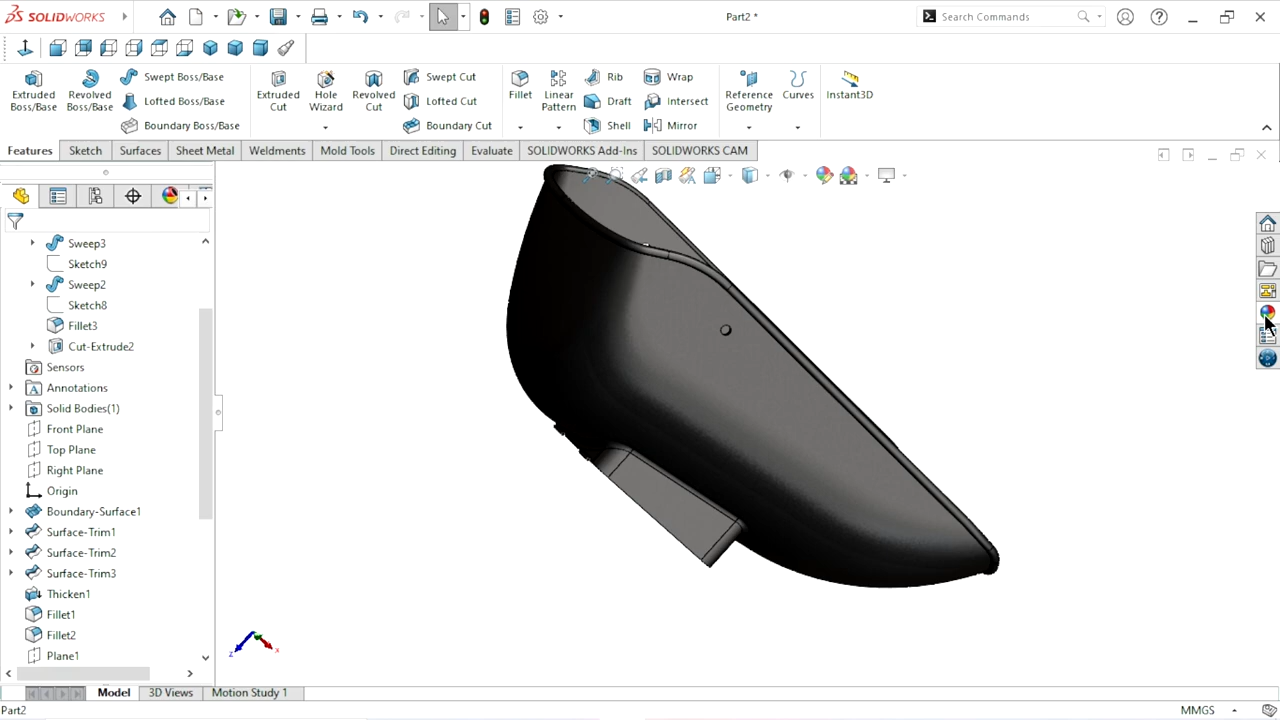 SOLIDWORKS
Part2 *
Search Commands
Extruded Boss/Base
Revolved Boss/Base
Swept Boss/Base
Lofted Boss/Base
Boundary Boss/Base
Extruded Cut
Hole Wizard
Revolved Cut
Swept Cut
Lofted Cut
Boundary Cut
Fillet
Linear Pattern
Rib
Draft
Shell
Wrap
Intersect
Mirror
Reference Geometry
Curves
Instant3D
Features
Sketch
Surfaces
Sheet Metal
Weldments
Mold Tools
Direct Editing
Evaluate
SOLIDWORKS Add-Ins
SOLIDWORKS CAM
Sweep3
Sketch9
Sweep2
Sketch8
Fillet3
Cut-Extrude2
Sensors
Annotations
Solid Bodies(1)
Front Plane
Top Plane
Right Plane
Origin
Boundary-Surface1
Surface-Trim1
Surface-Trim2
Surface-Trim3
Thicken1
Fillet1
Fillet2
Plane1
z
x
Model
3D Views
Motion Study 1
Part2
MMGS